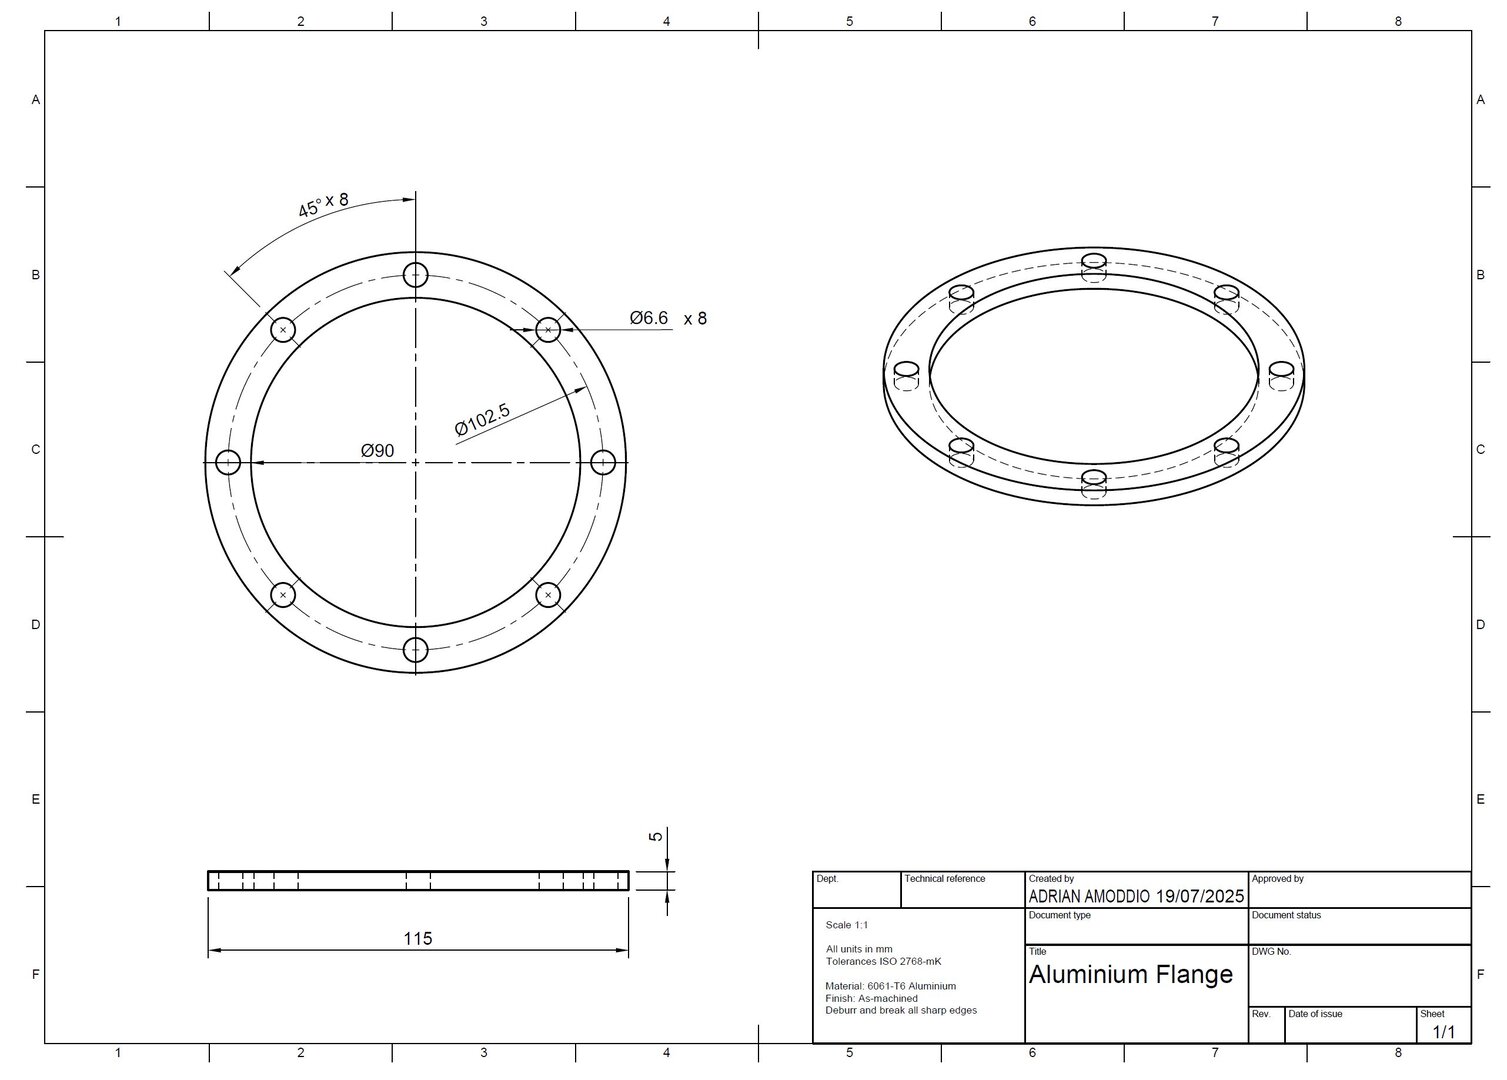 1 2 3 4 5 6 7 8
A A
45° x 8
B B
Ø6.6 x 8
Ø102.5
Ø90
C C
D D
E E
5
115
Dept.
Technical reference
Created by
ADRIAN AMODDIO 19/07/2025
Approved by
Document type
Document status
Scale 1:1
All units in mm
Tolerances ISO 2768-mK
Material: 6061-T6 Aluminium
Finish: As-machined
Deburr and break all sharp edges
Title
Aluminium Flange
DWG No.
F F
Rev.
Date of issue
Sheet
1/1
1 2 3 4 5 6 7 8